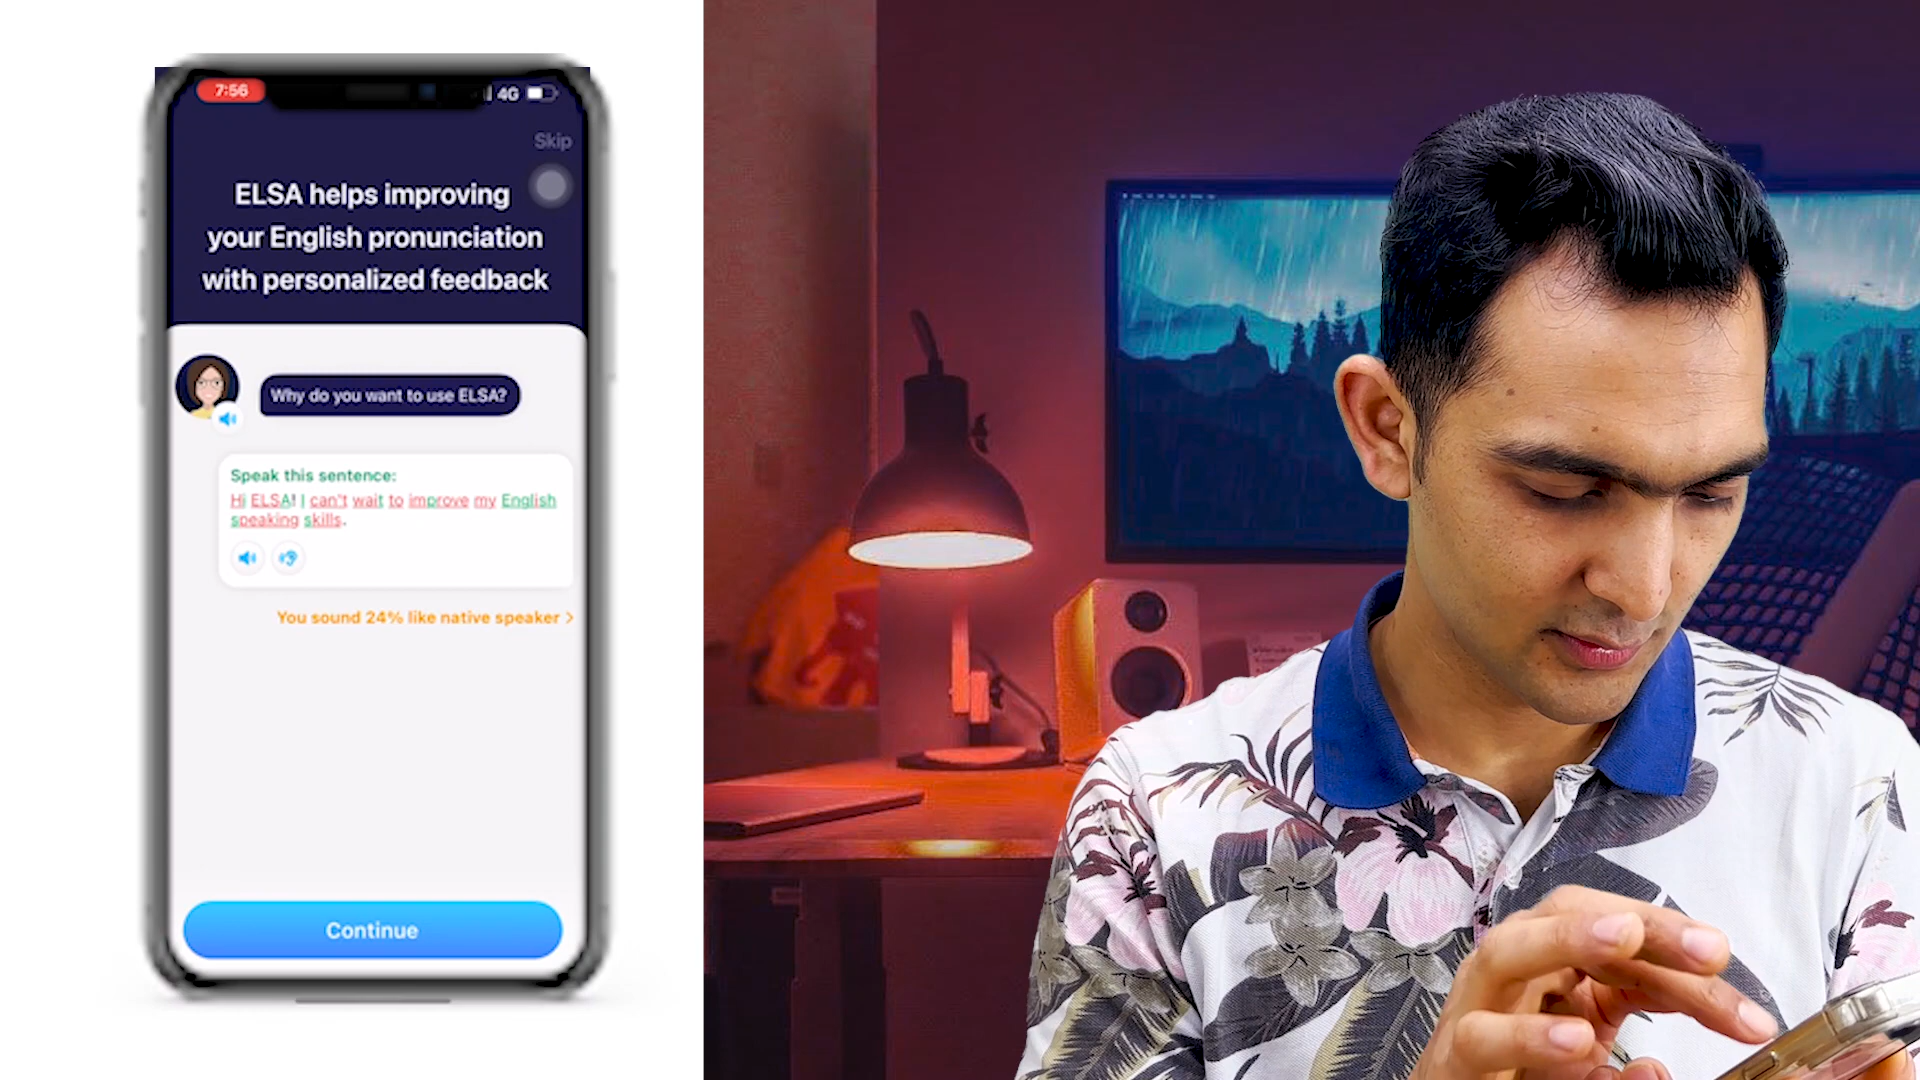 7:56
4G
Skip
ELSA helps improving
your English pronunciation
with personalized feedback
Why do you want to use ELSA?
Speak this sentence:
Hi ELSA! I can't wait to improve my English
speaking skills.
You sound 24% like native speaker >
Continue